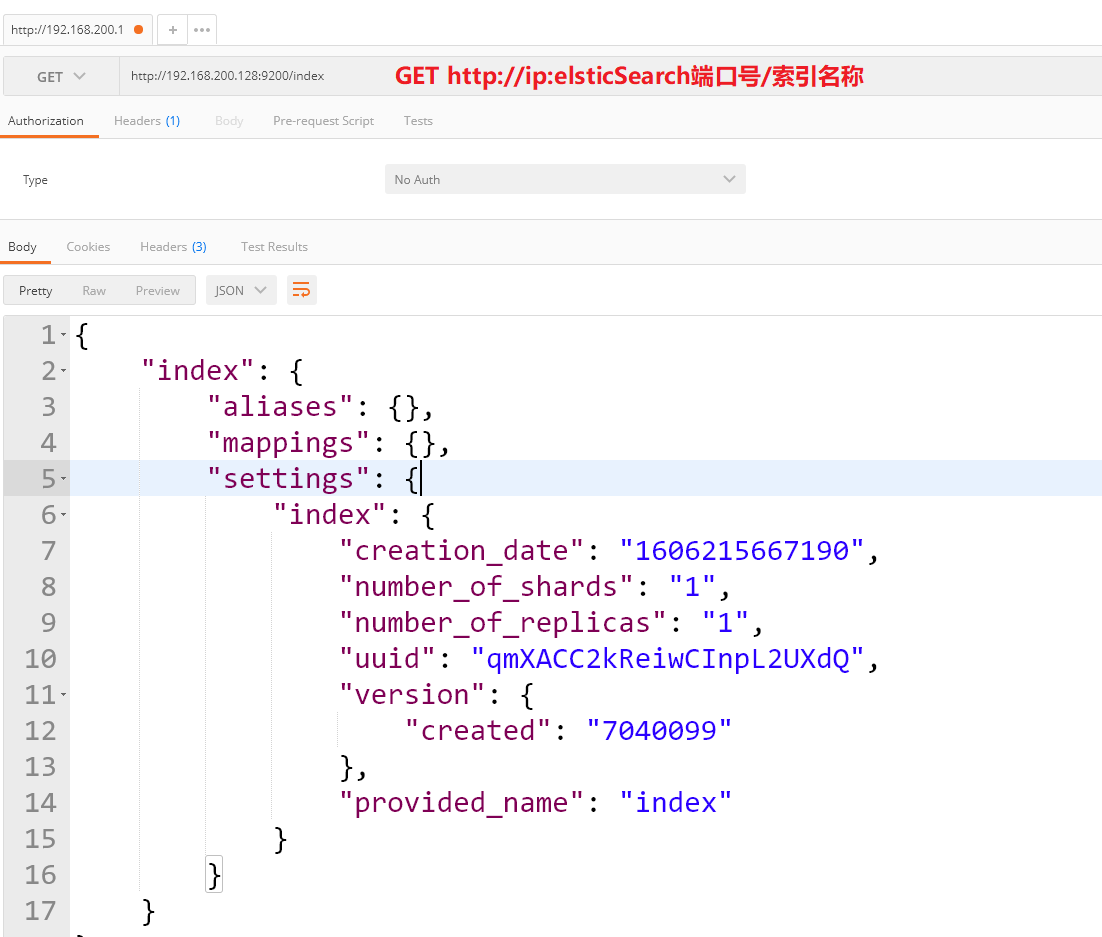 http://192.168.200.1
GET http://192.168.200.128:9200/index GET http://ip:elsticSearch端口号/索引名称
Authorization Headers (1) Body Pre-request Script Tests
Type No Auth
Body Cookies Headers (3) Test Results
Pretty Raw Preview JSON
1 {
2 "index": {
3 "aliases": {},
4 "mappings": {},
5 "settings": {
6 "index": {
7 "creation_date": "1606215667190",
8 "number_of_shards": "1",
9 "number_of_replicas": "1",
10 "uuid": "qmXACC2kReiwCInpL2UXdQ",
11 "version": {
12 "created": "7040099"
13 },
14 "provided_name": "index"
15 }
16 }
17 }